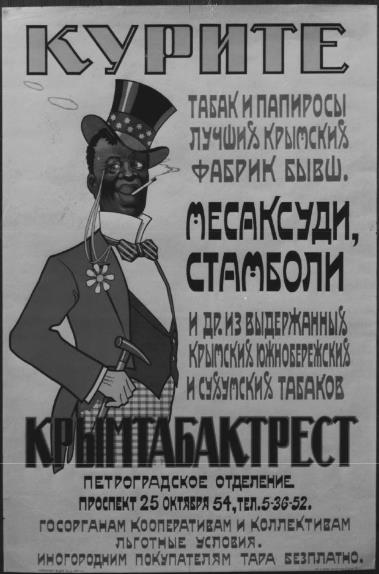 КУРИТЕ
ТАБАК И ПАПИРОСЫ
ЛУЧШИХ КРЫМСКИХ
ФАБРИК БЫВШ.
МЕСАКСУДИ,
СТАМБОЛИ
И ДР. ИЗ ВЫДЕРЖАННЫХ
КРЫМСКИХ ЮЖНОБЕРЕЖСКИХ
И СУХУМСКИХ ТАБАКОВ
КРЫМТАБАКТРЕСТ
ПЕТРОГРАДСКОЕ ОТДЕЛЕНИЕ
ПРОСПЕКТ 25 ОКТЯБРЯ 54, ТЕЛ. 5-36-52.
ГОСОРГАНАМ КООПЕРАТИВАМ И КОЛЛЕКТИВАМ
ЛЬГОТНЫЕ УСЛОВИЯ.
ИНОГОРОДНИМ ПОКУПАТЕЛЯМ ТАРА БЕСПЛАТНО.